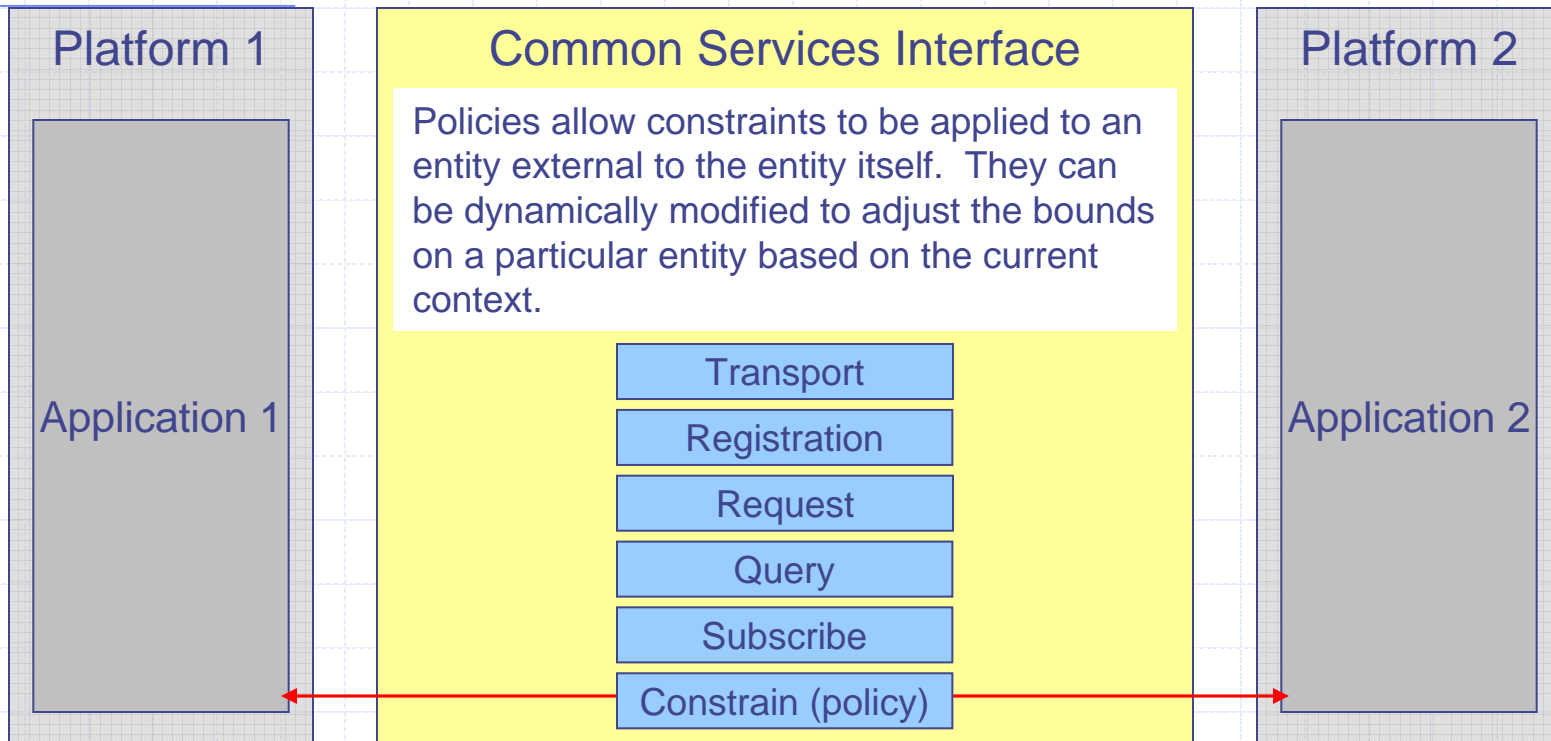 Platform 1
Common Services Interface
Platform 2
Policies allow constraints to be applied to an
entity external to the entity itself.  They can
be dynamically modified to adjust the bounds
on a particular entity based on the current
context.
Transport
Application 1
Application 2
Registration
Request
Query
Subscribe
Constrain (policy)